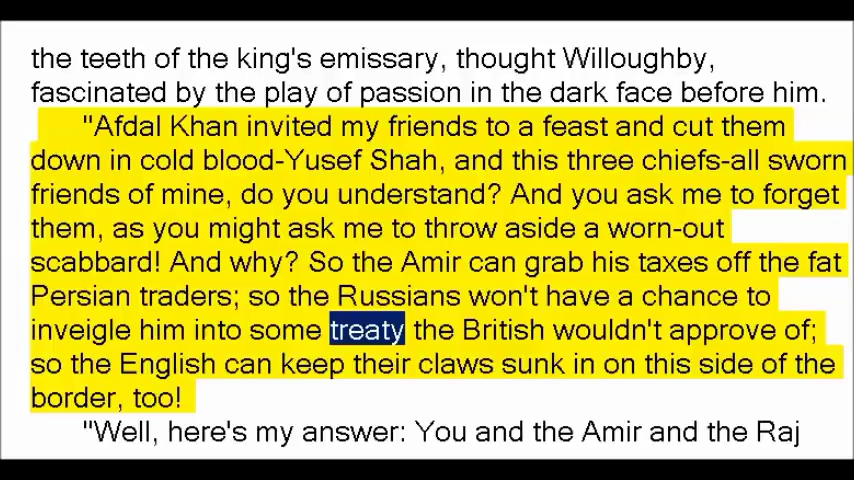 the teeth of the king's emissary, thought Willoughby,
fascinated by the play of passion in the dark face before him.
"Afdal Khan invited my friends to a feast and cut them
down in cold blood-Yusef Shah, and this three chiefs-all sworn
friends of mine, do you understand? And you ask me to forget
them, as you might ask me to throw aside a worn-out
scabbard! And why? So the Amir can grab his taxes off the fat
Persian traders; so the Russians won't have a chance to
inveigle him into some treaty the British wouldn't approve of;
so the English can keep their claws sunk in on this side of the
border, too!
"Well, here's my answer: You and the Amir and the Raj